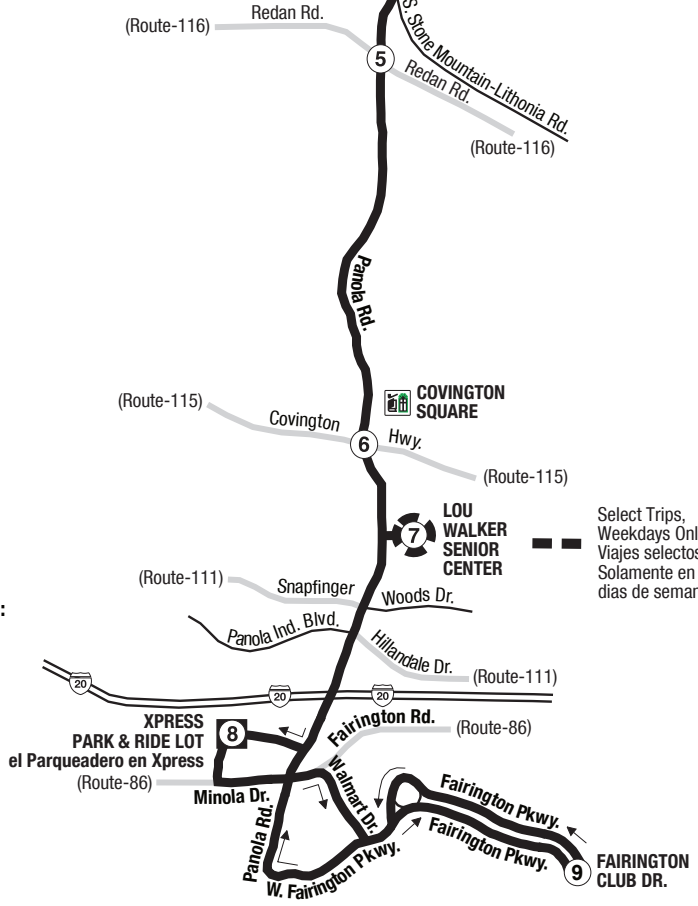 Redan Rd.
(Route-116)
S. Stone Mountain-Lithonia Rd.
5
Redan Rd.
(Route-116)
Panola Rd.
COVINGTON
SQUARE
(Route-115)
Covington
Hwy.
6
(Route-115)
LOU
WALKER
SENIOR
CENTER
7
Select Trips,
Weekdays Onl
Viajes selectos
Solamente en
dias de seman
(Route-111)
Snapfinger
Woods Dr.
:
Panola Ind. Blvd.
Hillandale Dr.
(Route-111)
20
20
20
XPRESS
PARK & RIDE LOT
el Parqueadero en Xpress
8
Fairington Rd.
(Route-86)
(Route-86)
Minola Dr.
Walmart Dr.
Panola Rd.
W. Fairington Pkwy.
Fairington Pkwy.
Fairington Pkwy.
9
FAIRINGTON
CLUB DR.